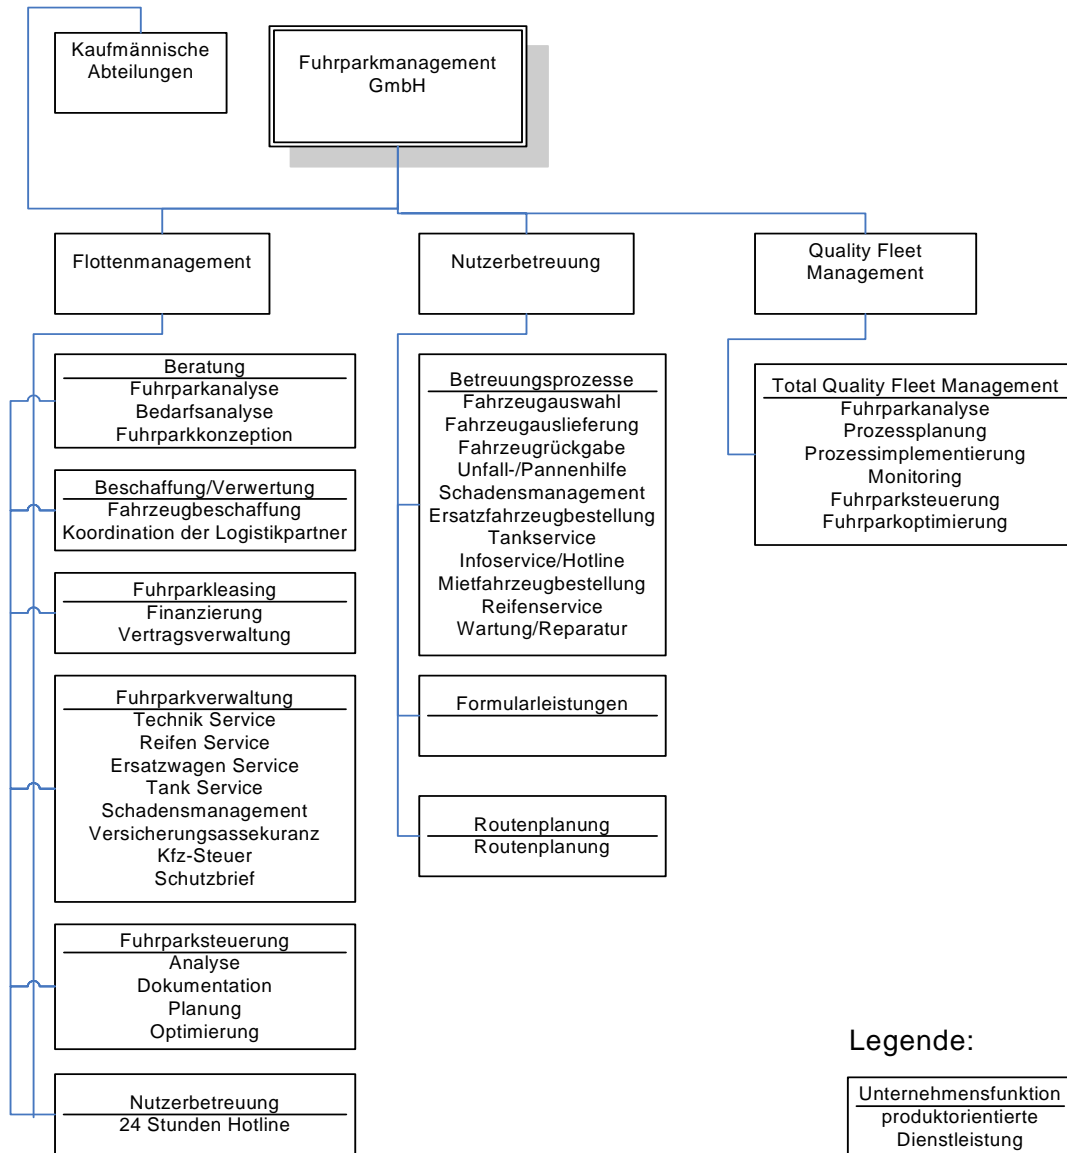 Kaufmännische
Abteilungen
Fuhrparkmanagement
GmbH
Flottenmanagement
Nutzerbetreuung
Quality Fleet
Management
Beratung
Fuhrparkanalyse
Bedarfsanalyse
Fuhrparkkonzeption
Beschaffung/Verwertung
Fahrzeugbeschaffung
Koordination der Logistikpartner
Fuhrparkleasing
Finanzierung
Vertragsverwaltung
Fuhrparkverwaltung
Technik Service
Reifen Service
Ersatzwagen Service
Tank Service
Schadensmanagement
Versicherungsassekuranz
Kfz-Steuer
Schutzbrief
Fuhrparksteuerung
Analyse
Dokumentation
Planung
Optimierung
Nutzerbetreuung
24 Stunden Hotline
Betreuungsprozesse
Fahrzeugauswahl
Fahrzeugauslieferung
Fahrzeugrückgabe
Unfall-/Pannenhilfe
Schadensmanagement
Ersatzfahrzeugbestellung
Tankservice
Infoservice/Hotline
Mietfahrzeugbestellung
Reifenservice
Wartung/Reparatur
Formularleistungen
Routenplanung
Routenplanung
Total Quality Fleet Management
Fuhrparkanalyse
Prozessplanung
Prozessimplementierung
Monitoring
Fuhrparksteuerung
Fuhrparkoptimierung
Legende:
Unternehmensfunktion
produktorientierte
Dienstleistung